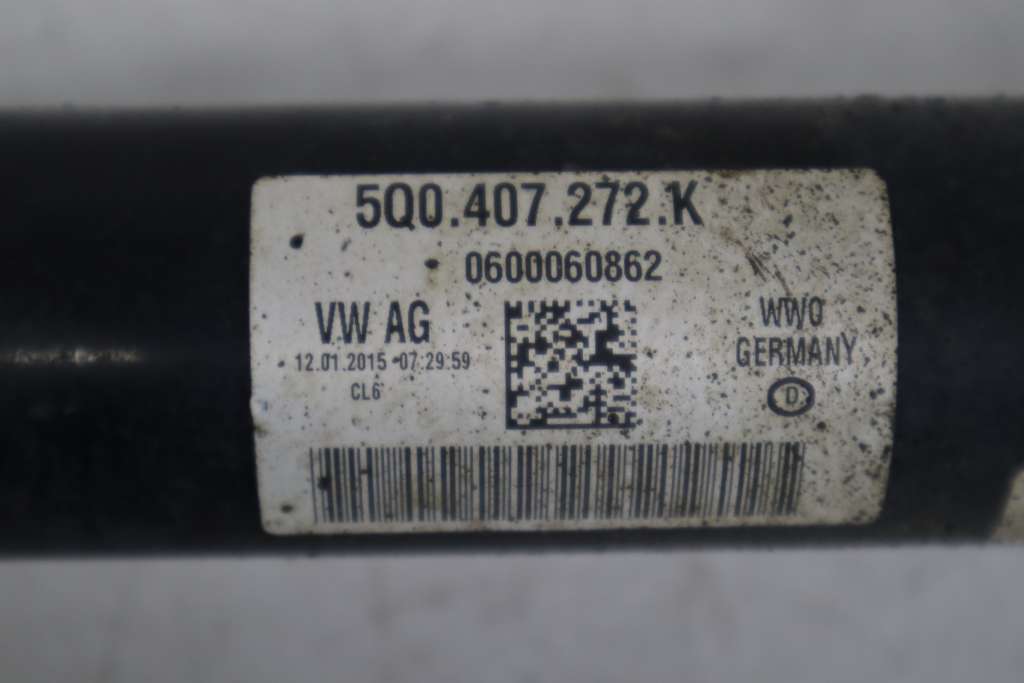 5Q0.407.272.K
0600060862
VW AG
12.01.2015 07:29:59
CL6
WWO
GERMANY
D